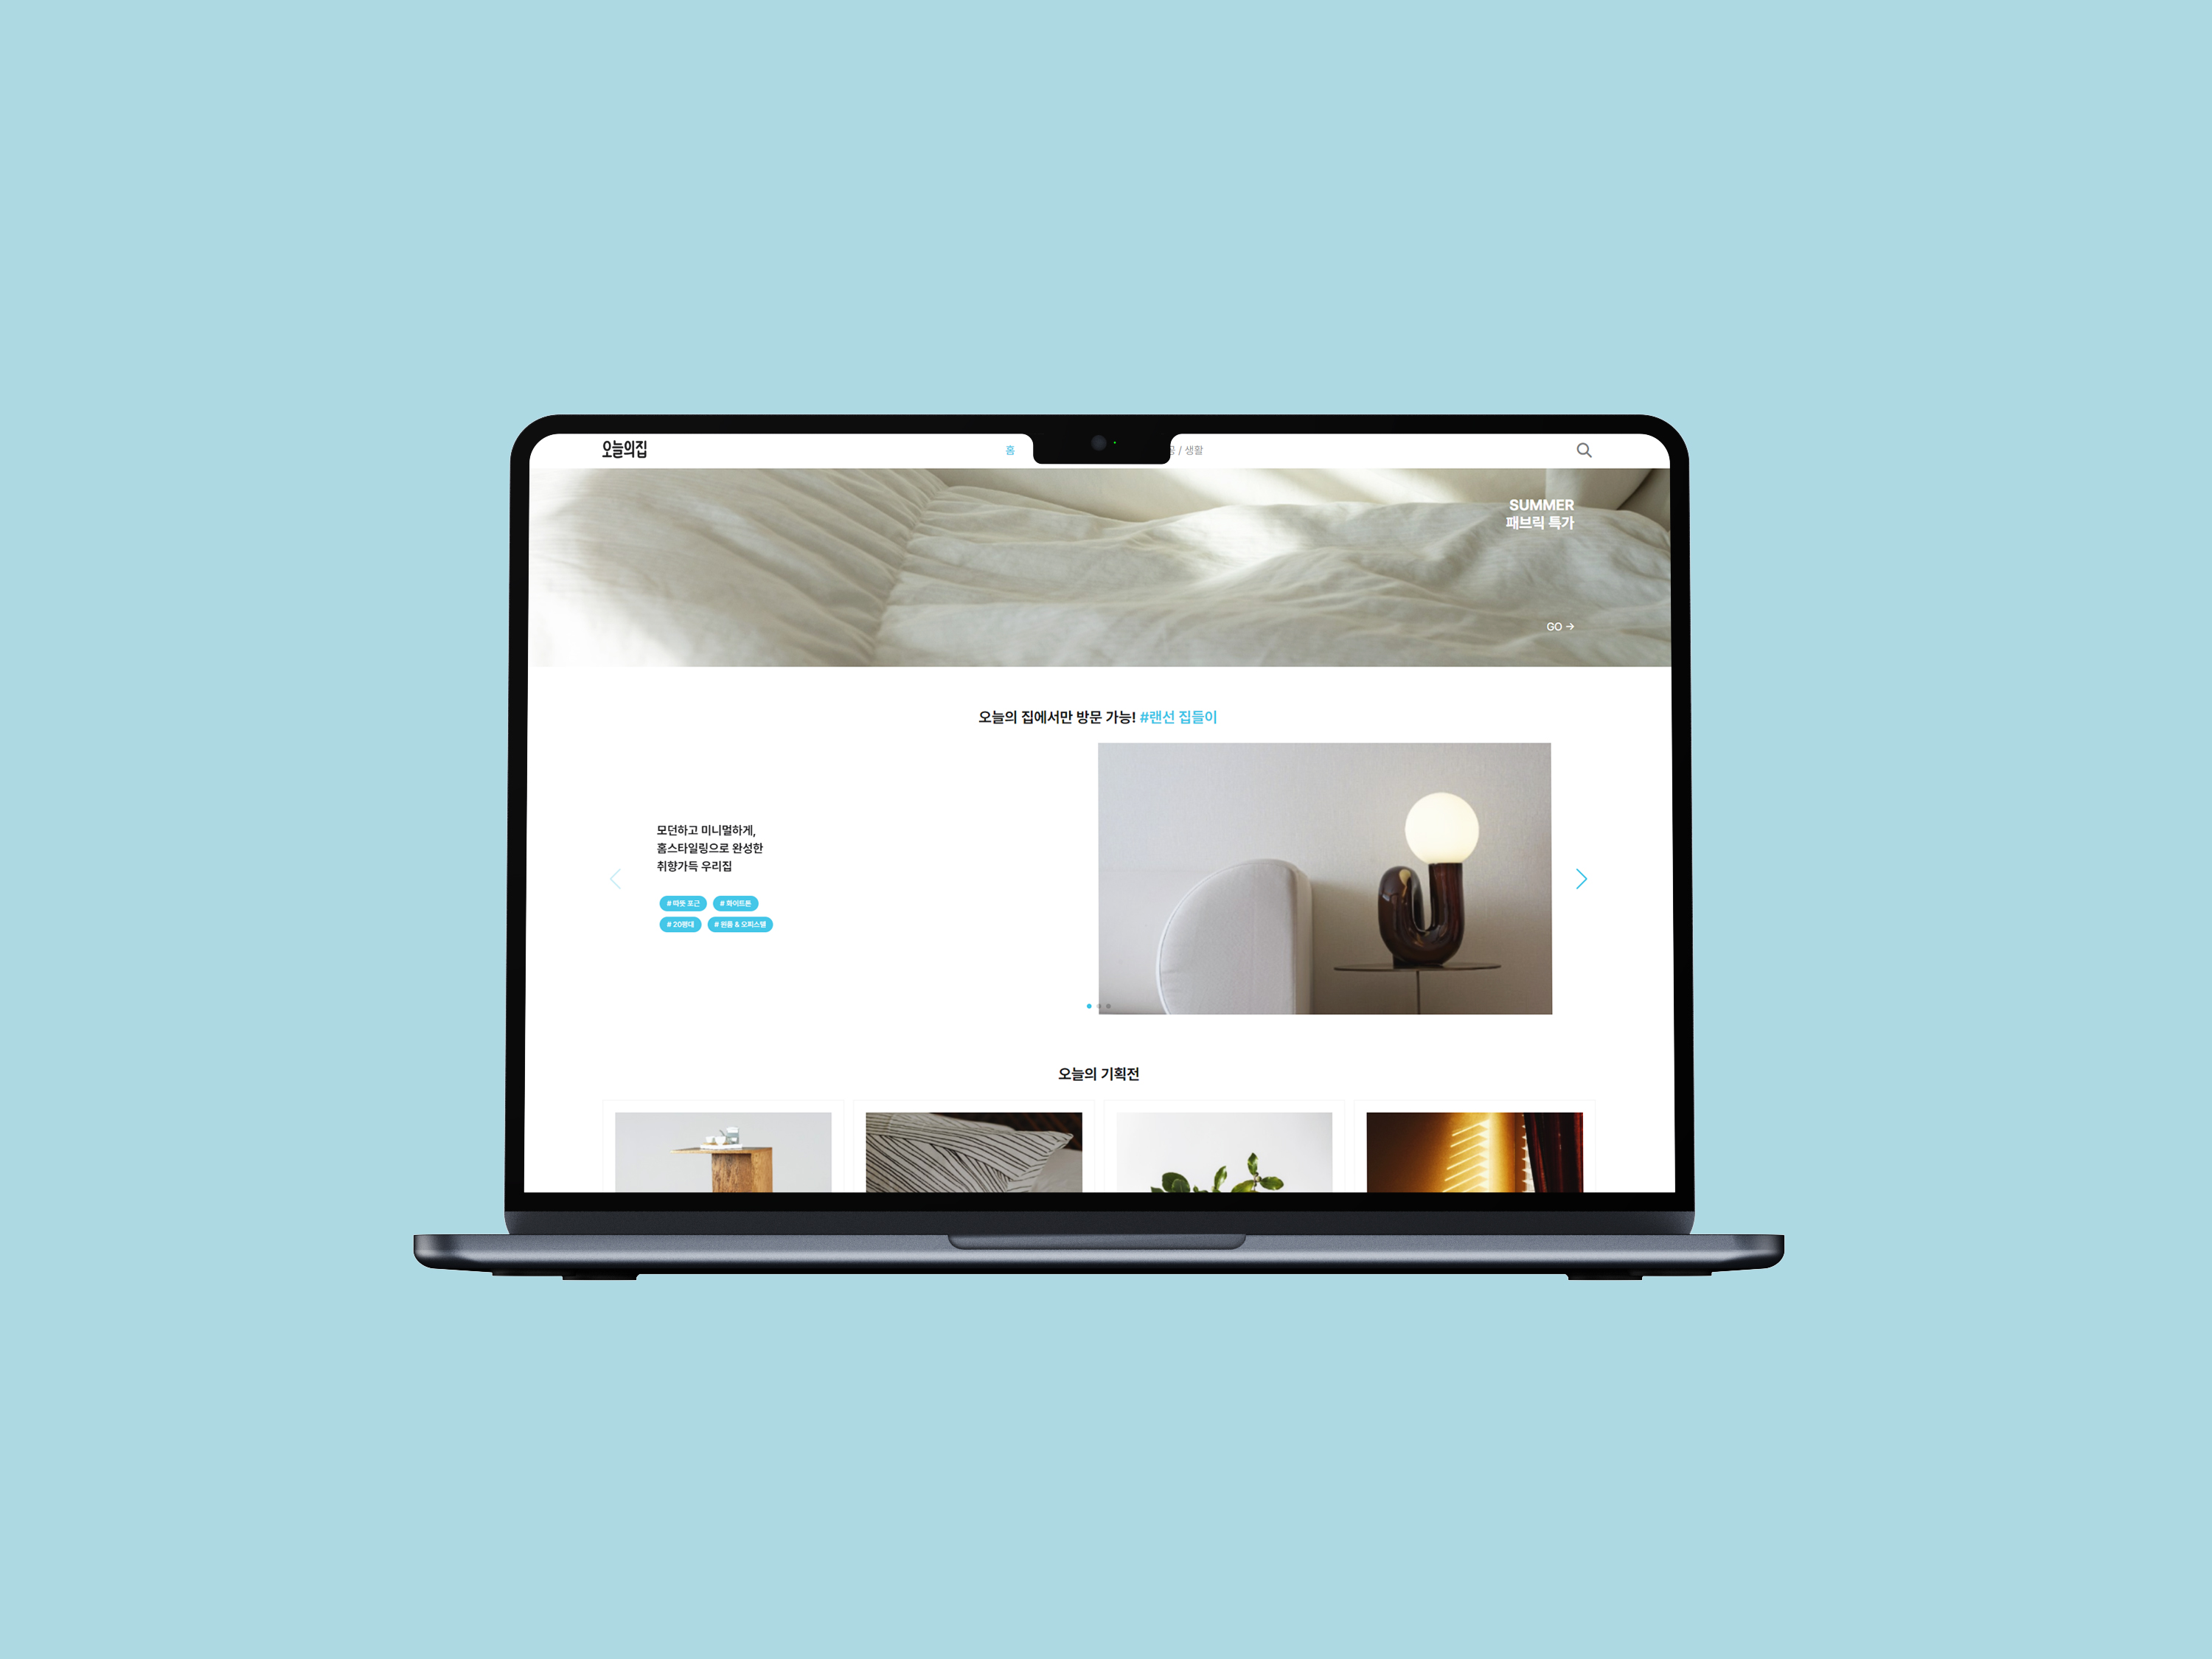 오늘의집
홈
/ 생활
SUMMER
패브릭 특가
GO →
오늘의 집에서만 방문 가능! #랜선 집들이
모던하고 미니멀하게,
홈스타일링으로 완성한
취향가득 우리집
# 따뜻 포근 # 화이트톤
# 20평대 # 원룸 & 오피스텔
오늘의 기획전